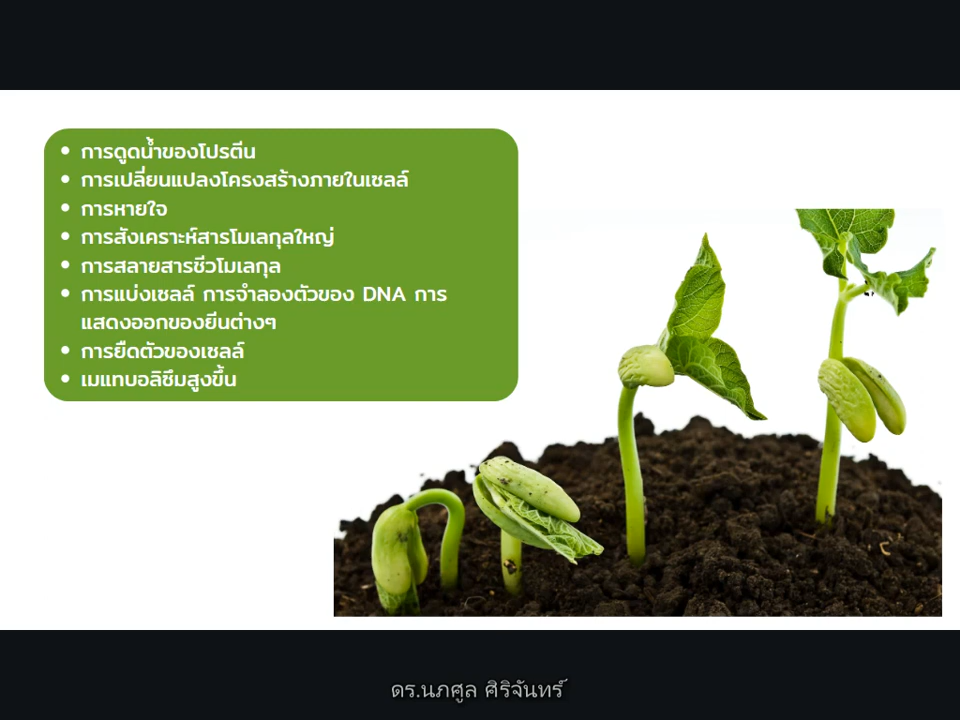 • การดูดน้ำของโปรตีน
• การเปลี่ยนแปลงโครงสร้างภายในเซลล์
• การหายใจ
• การสังเคราะห์สารโมเลกุลใหญ่
• การสลายสารชีวโมเลกุล
• การแบ่งเซลล์ การจำลองตัวของ DNA การ
แสดงออกของยีนต่างๆ
• การยืดตัวของเซลล์
• เมแทบอลิซึมสูงขึ้น
ดร.นภศูล ศิริจันทร์